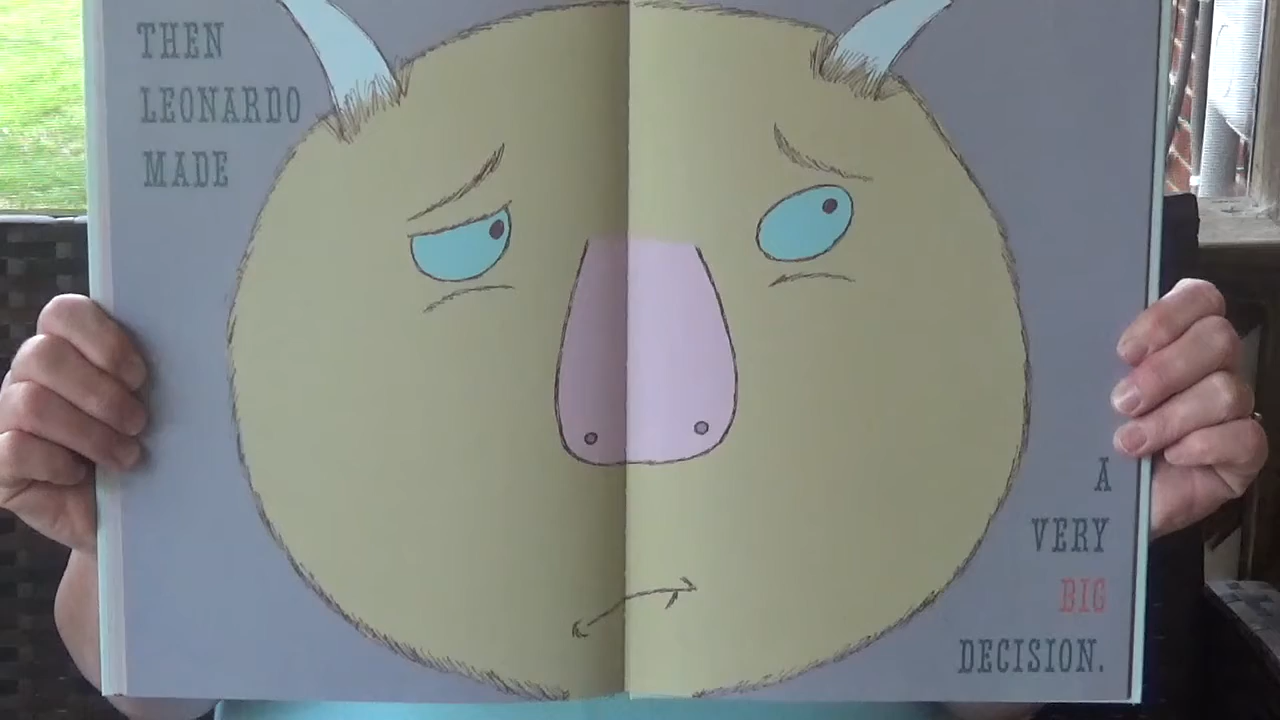 THEN
LEONARDO
MADE
A
VERY
BIG
DECISION.